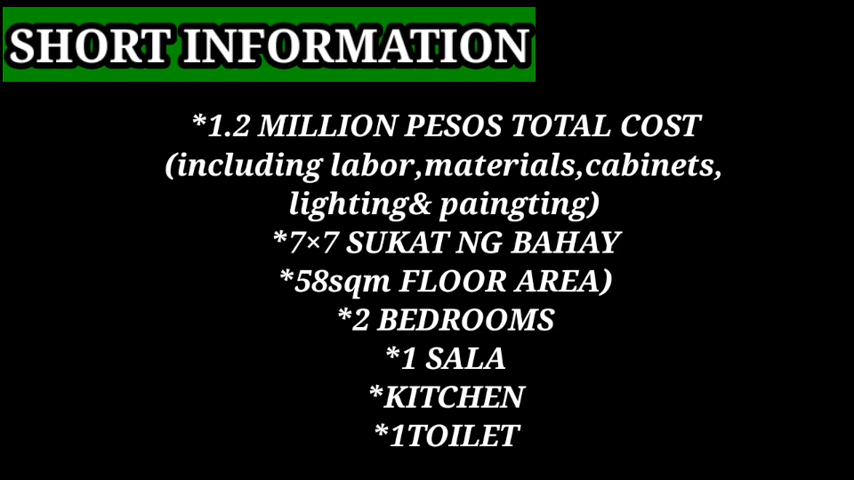 SHORT INFORMATION
*1.2 MILLION PESOS TOTAL COST
(including labor,materials,cabinets,
lighting& paingting)
*7×7 SUKAT NG BAHAY
*58sqm FLOOR AREA)
*2 BEDROOMS
*1 SALA
*KITCHEN
*1TOILET